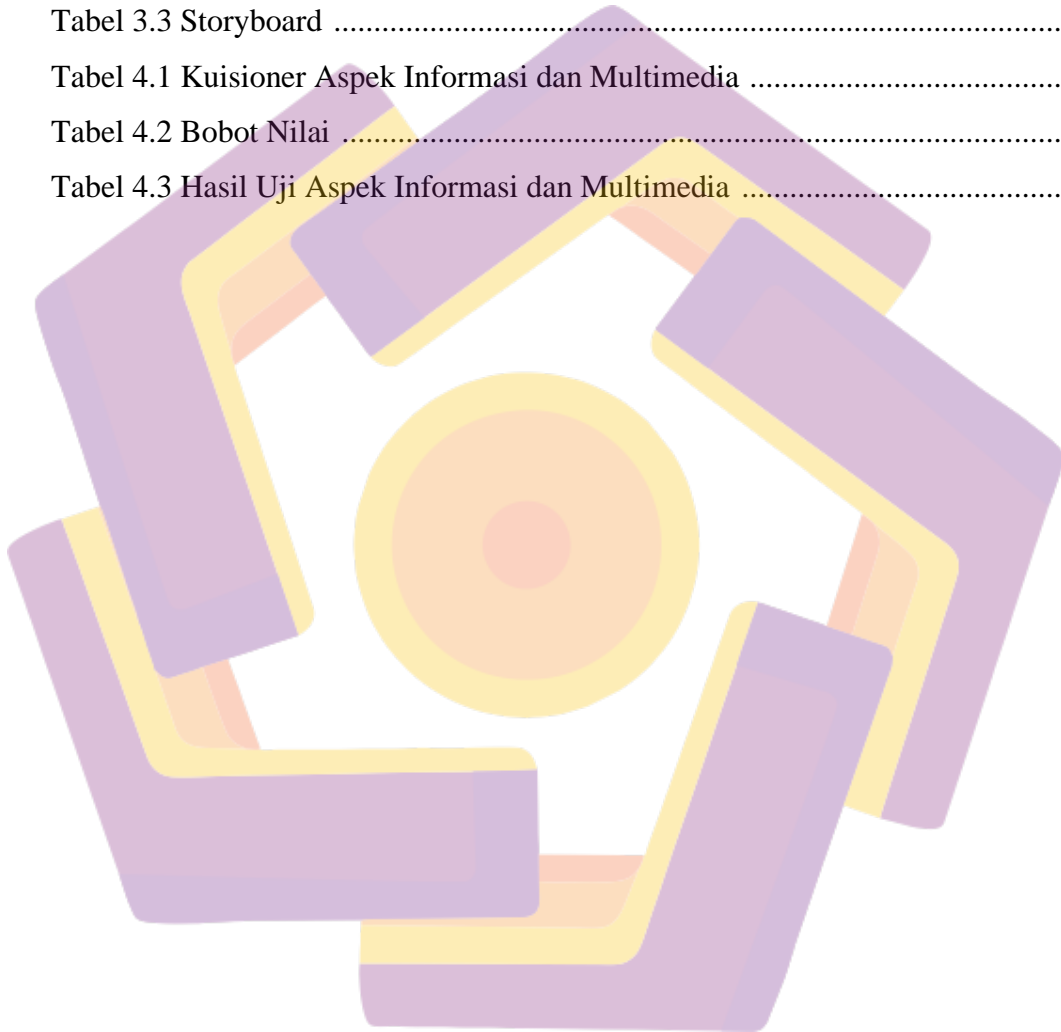 Tabel 3.3 Storyboard ................................................................................
Tabel 4.1 Kuisioner Aspek Informasi dan Multimedia ..................................
Tabel 4.2 Bobot Nilai ...............................................................................
Tabel 4.3 Hasil Uji Aspek Informasi dan Multimedia ...................................